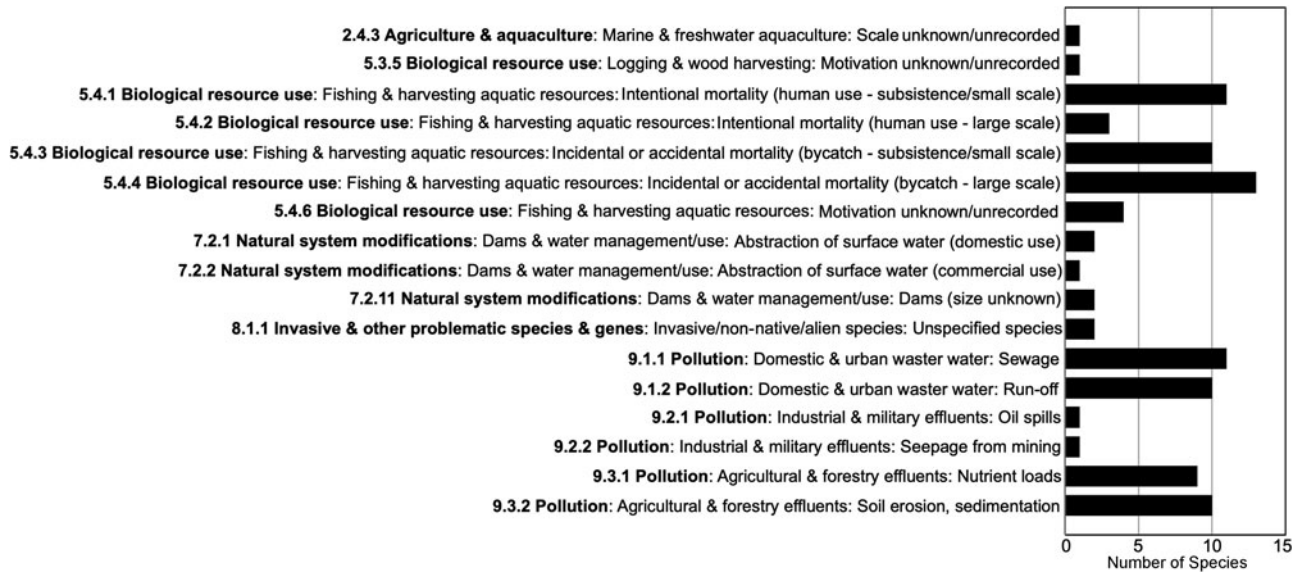 2.4.3 Agriculture & aquaculture: Marine & freshwater aquaculture: Scale unknown/unrecorded
5.3.5 Biological resource use: Logging & wood harvesting: Motivation unknown/unrecorded
5.4.1 Biological resource use: Fishing & harvesting aquatic resources: Intentional mortality (human use - subsistence/small scale)
5.4.2 Biological resource use: Fishing & harvesting aquatic resources: Intentional mortality (human use - large scale)
5.4.3 Biological resource use: Fishing & harvesting aquatic resources: Incidental or accidental mortality (bycatch - subsistence/small scale)
5.4.4 Biological resource use: Fishing & harvesting aquatic resources: Incidental or accidental mortality (bycatch - large scale)
5.4.6 Biological resource use: Fishing & harvesting aquatic resources: Motivation unknown/unrecorded
7.2.1 Natural system modifications: Dams & water management/use: Abstraction of surface water (domestic use)
7.2.2 Natural system modifications: Dams & water management/use: Abstraction of surface water (commercial use)
7.2.11 Natural system modifications: Dams & water management/use: Dams (size unknown)
8.1.1 Invasive & other problematic species & genes: Invasive/non-native/alien species: Unspecified species
9.1.1 Pollution: Domestic & urban waster water: Sewage
9.1.2 Pollution: Domestic & urban waster water: Run-off
9.2.1 Pollution: Industrial & military effluents: Oil spills
9.2.2 Pollution: Industrial & military effluents: Seepage from mining
9.3.1 Pollution: Agricultural & forestry effluents: Nutrient loads
9.3.2 Pollution: Agricultural & forestry effluents: Soil erosion, sedimentation
0 5 10 15
Number of Species